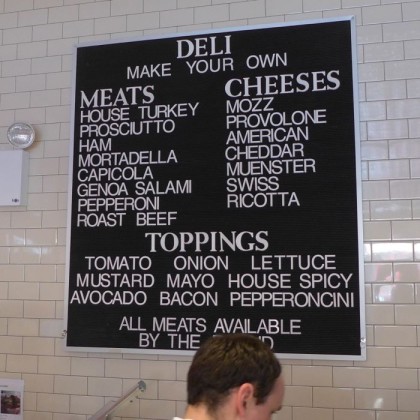 DELI
MAKE YOUR OWN
MEATS
HOUSE TURKEY
PROSCIUTTO
HAM
MORTADELLA
CAPICOLA
GENOA SALAMI
PEPPERONI
ROAST BEEF
CHEESES
MOZZ
PROVOLONE
AMERICAN
CHEDDAR
MUENSTER
SWISS
RICOTTA
TOPPINGS
TOMATO ONION LETTUCE
MUSTARD MAYO HOUSE SPICY
AVOCADO BACON PEPPERONCINI
ALL MEATS AVAILABLE
BY THE